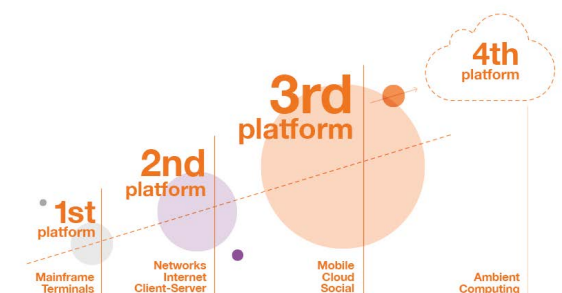 1st
platform
Mainframe
Terminals
2nd
platform
Networks
Internet
Client-Server
3rd
platform
Mobile
Cloud
Social
4th
platform
Ambient
Computing